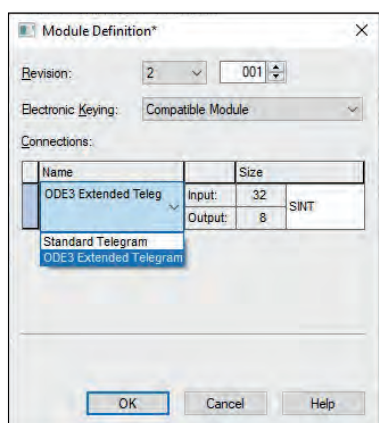 Module Definition*
Revision: 2 001
Electronic Keying: Compatible Module
Connections:
Name Size
ODE3 Extended Teleg Input: 32 SINT
Output: 8
Standard Telegram
ODE3 Extended Telegram
OK Cancel Help